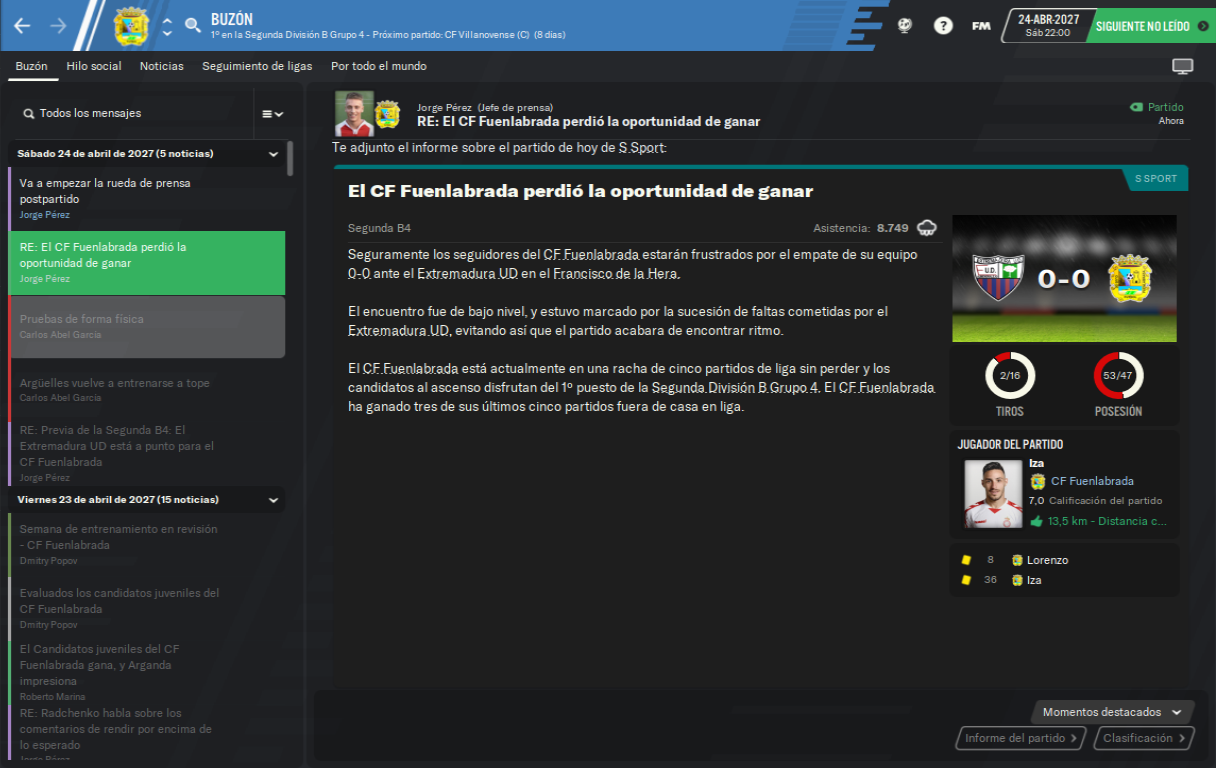 BUZÓN
1º en la Segunda División B Grupo 4 - Próximo partido: CF Villanovense (C) (8 días)
FM
24-ABR-2027
Sáb 22:00
SIGUIENTE NO LEÍDO
Buzón Hilo social Noticias Seguimiento de ligas Por todo el mundo
Todos los mensajes
Sábado 24 de abril de 2027 (5 noticias)
Va a empezar la rueda de prensa
postpartido
Jorge Pérez
RE: El CF Fuenlabrada perdió la
oportunidad de ganar
Jorge Pérez
Pruebas de forma física
Carlos Abel García
Argüelles vuelve a entrenarse a tope
Carlos Abel García
RE: Previa de la Segunda B4: El
Extremadura UD está a punto para el
CF Fuenlabrada
Jorge Pérez
Viernes 23 de abril de 2027 (15 noticias)
Semana de entrenamiento en revisión
- CF Fuenlabrada
Dmitry Popov
Evaluados los candidatos juveniles del
CF Fuenlabrada
Dmitry Popov
El Candidatos juveniles del CF
Fuenlabrada gana, y Arganda
impresiona
Roberto Marina
RE: Radchenko habla sobre los
comentarios de rendir por encima de
lo esperado
Jorge Pérez
Jorge Pérez (Jefe de prensa)
RE: El CF Fuenlabrada perdió la oportunidad de ganar
Partido
Ahora
Te adjunto el informe sobre el partido de hoy de S Sport:
S SPORT
El CF Fuenlabrada perdió la oportunidad de ganar
Segunda B4
Asistencia: 8.749
Seguramente los seguidores del CF Fuenlabrada estarán frustrados por el empate de su equipo
0-0 ante el Extremadura UD en el Francisco de la Hera.
El encuentro fue de bajo nivel, y estuvo marcado por la sucesión de faltas cometidas por el
Extremadura UD, evitando así que el partido acabara de encontrar ritmo.
El CF Fuenlabrada está actualmente en una racha de cinco partidos de liga sin perder y los
candidatos al ascenso disfrutan del 1º puesto de la Segunda División B Grupo 4. El CF Fuenlabrada
ha ganado tres de sus últimos cinco partidos fuera de casa en liga.
U.D.
0-0
2/16
53/47
TIROS
POSESIÓN
JUGADOR DEL PARTIDO
Iza
CF Fuenlabrada
7,0 Calificación del partido
13,5 km - Distancia c...
8 Lorenzo
36 Iza
Momentos destacados
Informe del partido
Clasificación